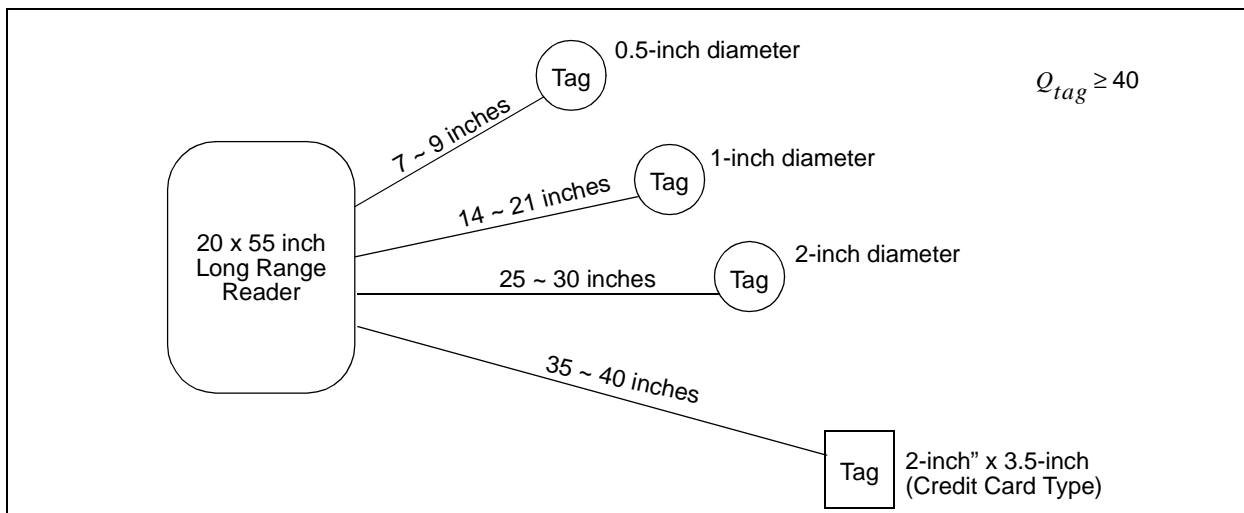 0.5-inch diameter
Tag
Q_tag ≥ 40
7 ~ 9 inches
1-inch diameter
Tag
14 ~ 21 inches
20 x 55 inch
Long Range
Reader
2-inch diameter
Tag
25 ~ 30 inches
35 ~ 40 inches
Tag
2-inch” x 3.5-inch
(Credit Card Type)